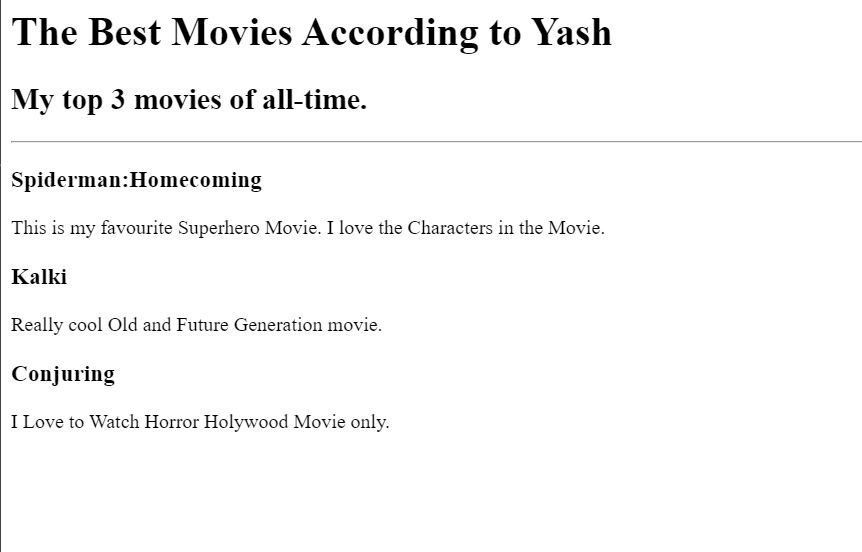 The Best Movies According to Yash
My top 3 movies of all-time.
Spiderman:Homecoming
This is my favourite Superhero Movie. I love the Characters in the Movie.
Kalki
Really cool Old and Future Generation movie.
Conjuring
I Love to Watch Horror Holywood Movie only.